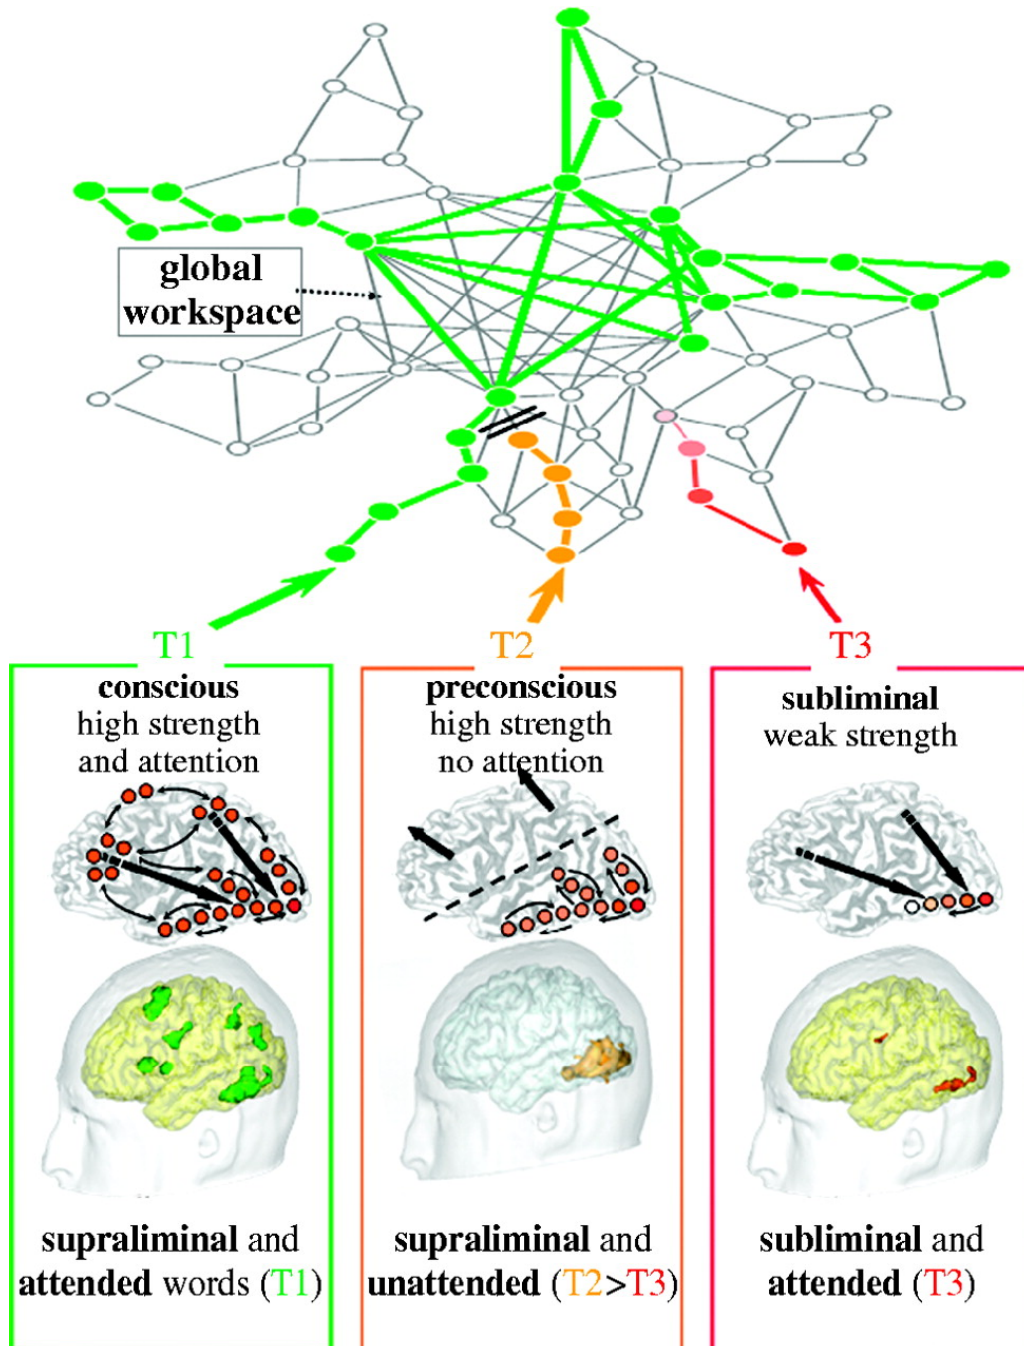 global
workspace
T1
T2
T3
conscious
high strength
and attention
preconscious
high strength
no attention
subliminal
weak strength
supraliminal and
attended words (T1)
supraliminal and
unattended (T2>T3)
subliminal and
attended (T3)